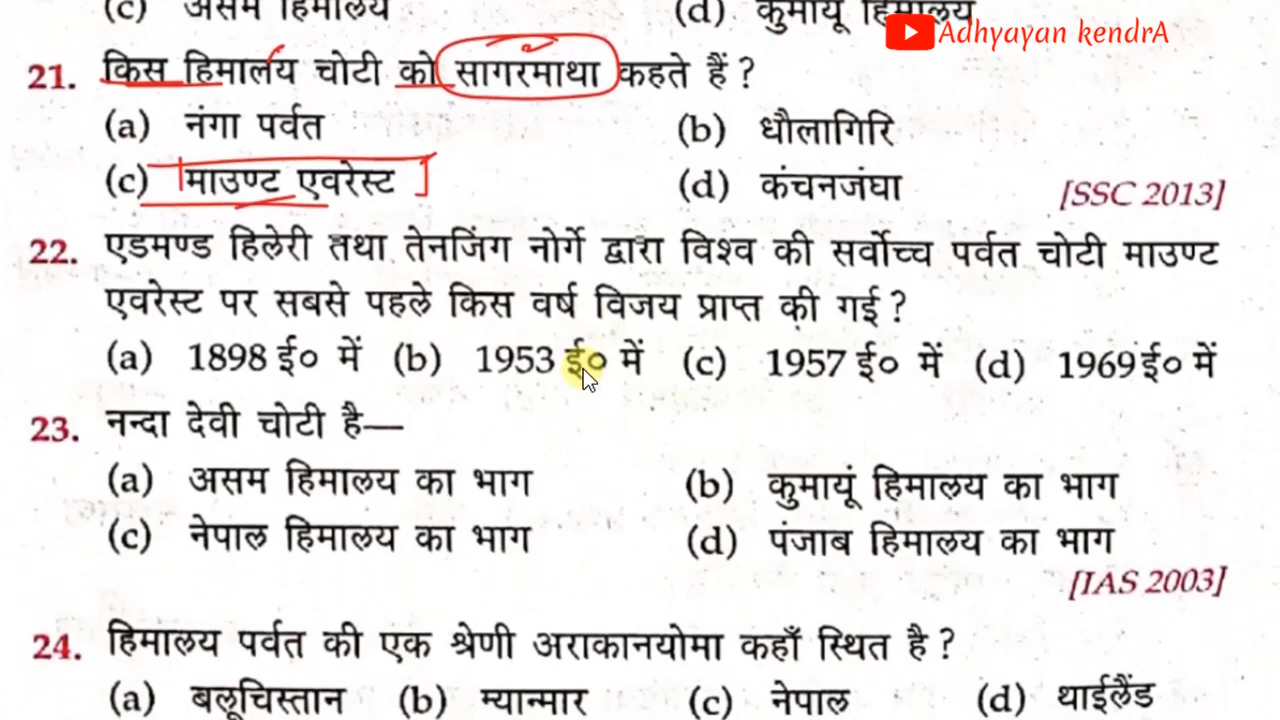 (c) असम हिमालय (d) कुमायूं हिमालय
Adhyayan kendrA
21. किस हिमालय चोटी को सागरमाथा कहते हैं ?
(a) नंगा पर्वत (b) धौलागिरि
(c) माउण्ट एवरेस्ट (d) कंचनजंघा [SSC 2013]
22. एडमण्ड हिलेरी तथा तेनजिंग नोर्गे द्वारा विश्व की सर्वोच्च पर्वत चोटी माउण्ट
एवरेस्ट पर सबसे पहले किस वर्ष विजय प्राप्त की गई ?
(a) 1898 ई० में (b) 1953 ई० में (c) 1957 ई० में (d) 1969 ई० में
23. नन्दा देवी चोटी है—
(a) असम हिमालय का भाग (b) कुमायूं हिमालय का भाग
(c) नेपाल हिमालय का भाग (d) पंजाब हिमालय का भाग
[IAS 2003]
24. हिमालय पर्वत की एक श्रेणी अराकानयोमा कहाँ स्थित है ?
(a) बलूचिस्तान (b) म्यान्मार (c) नेपाल (d) थाईलैंड